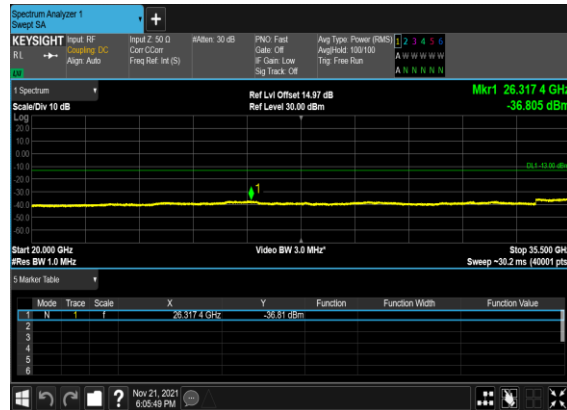 Spectrum Analyzer 1
Swept SA
+
KEYSIGHT Input: RF Input Z: 50 Ω #Atten: 30 dB PNO: Fast Avg Type: Power (RMS) 1 2 3 4 5 6
RL Coupling: DC Corr CCorr Gate: Off Avg|Hold: 100/100 A W W W W W
Align: Auto Freq Ref: Int (S) IF Gain: Low Trig: Free Run
Sig Track: Off A N N N N N
1 Spectrum Ref Lvl Offset 14.97 dB Mkr1 26.317 4 GHz
Scale/Div 10 dB Ref Level 30.00 dBm -36.805 dBm
Log
20.0
10.0
0.00
-10.0 DL1 -13.00 dBm
-20.0
-30.0 1
-40.0
-50.0
-60.0
Start 20.000 GHz Video BW 3.0 MHz* Stop 35.500 GHz
#Res BW 1.0 MHz Sweep ~30.2 ms (40001 pts)
5 Marker Table
Mode Trace Scale X Y Function Function Width Function Value
1 N 1 f 26.317 4 GHz -36.81 dBm
2
3
4
5
6
? Nov 21, 2021
6:05:49 PM